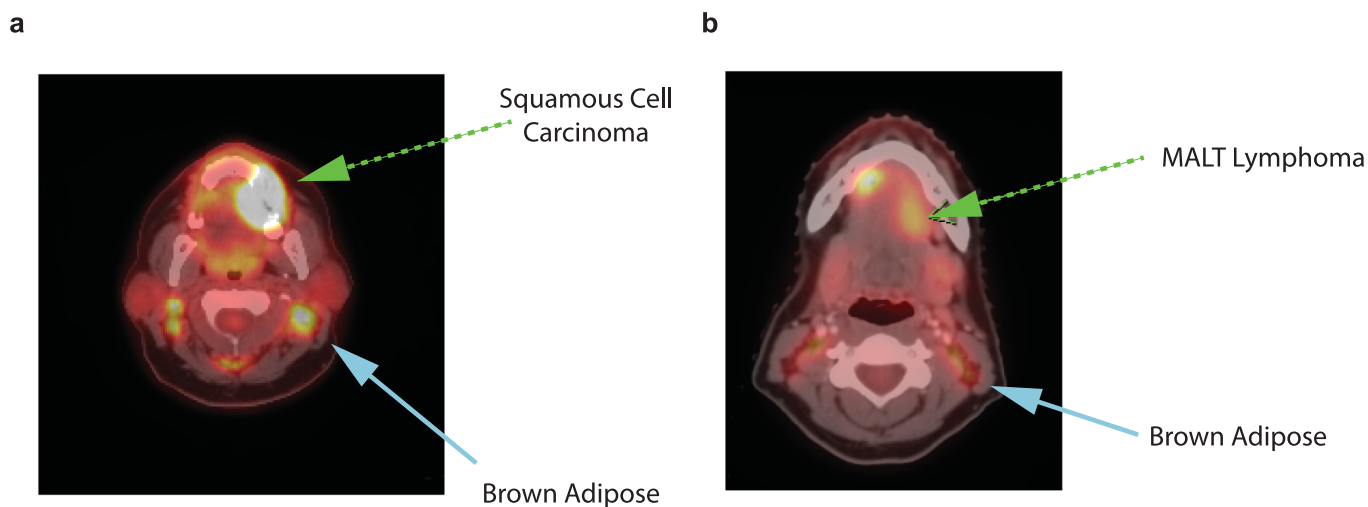 a
b
Squamous Cell
Carcinoma
MALT Lymphoma
Brown Adipose
Brown Adipose